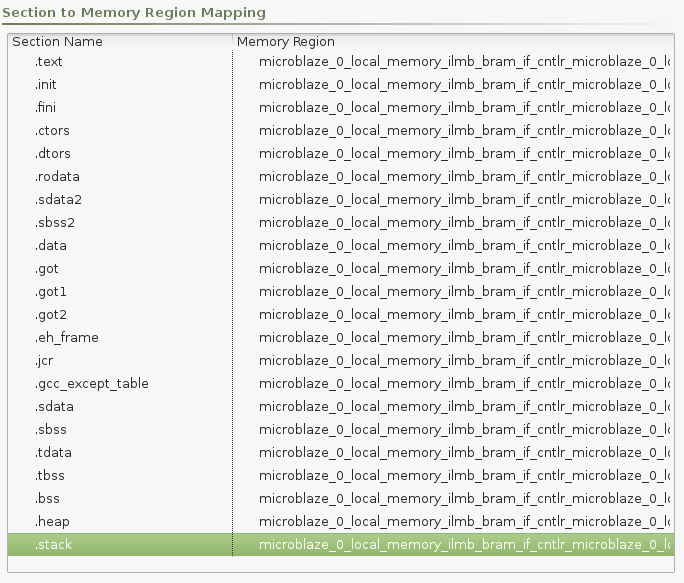 Section to Memory Region Mapping
Section Name Memory Region
.text microblaze_0_local_memory_ilmb_bram_if_cntlr_microblaze_0_lo
.init microblaze_0_local_memory_ilmb_bram_if_cntlr_microblaze_0_lo
.fini microblaze_0_local_memory_ilmb_bram_if_cntlr_microblaze_0_lo
.ctors microblaze_0_local_memory_ilmb_bram_if_cntlr_microblaze_0_lo
.dtors microblaze_0_local_memory_ilmb_bram_if_cntlr_microblaze_0_lo
.rodata microblaze_0_local_memory_ilmb_bram_if_cntlr_microblaze_0_lo
.sdata2 microblaze_0_local_memory_ilmb_bram_if_cntlr_microblaze_0_lo
.sbss2 microblaze_0_local_memory_ilmb_bram_if_cntlr_microblaze_0_lo
.data microblaze_0_local_memory_ilmb_bram_if_cntlr_microblaze_0_lo
.got microblaze_0_local_memory_ilmb_bram_if_cntlr_microblaze_0_lo
.got1 microblaze_0_local_memory_ilmb_bram_if_cntlr_microblaze_0_lo
.got2 microblaze_0_local_memory_ilmb_bram_if_cntlr_microblaze_0_lo
.eh_frame microblaze_0_local_memory_ilmb_bram_if_cntlr_microblaze_0_lo
.jcr microblaze_0_local_memory_ilmb_bram_if_cntlr_microblaze_0_lo
.gcc_except_table microblaze_0_local_memory_ilmb_bram_if_cntlr_microblaze_0_lo
.sdata microblaze_0_local_memory_ilmb_bram_if_cntlr_microblaze_0_lo
.sbss microblaze_0_local_memory_ilmb_bram_if_cntlr_microblaze_0_lo
.tdata microblaze_0_local_memory_ilmb_bram_if_cntlr_microblaze_0_lo
.tbss microblaze_0_local_memory_ilmb_bram_if_cntlr_microblaze_0_lo
.bss microblaze_0_local_memory_ilmb_bram_if_cntlr_microblaze_0_lo
.heap microblaze_0_local_memory_ilmb_bram_if_cntlr_microblaze_0_lo
.stack microblaze_0_local_memory_ilmb_bram_if_cntlr_microblaze_0_lo